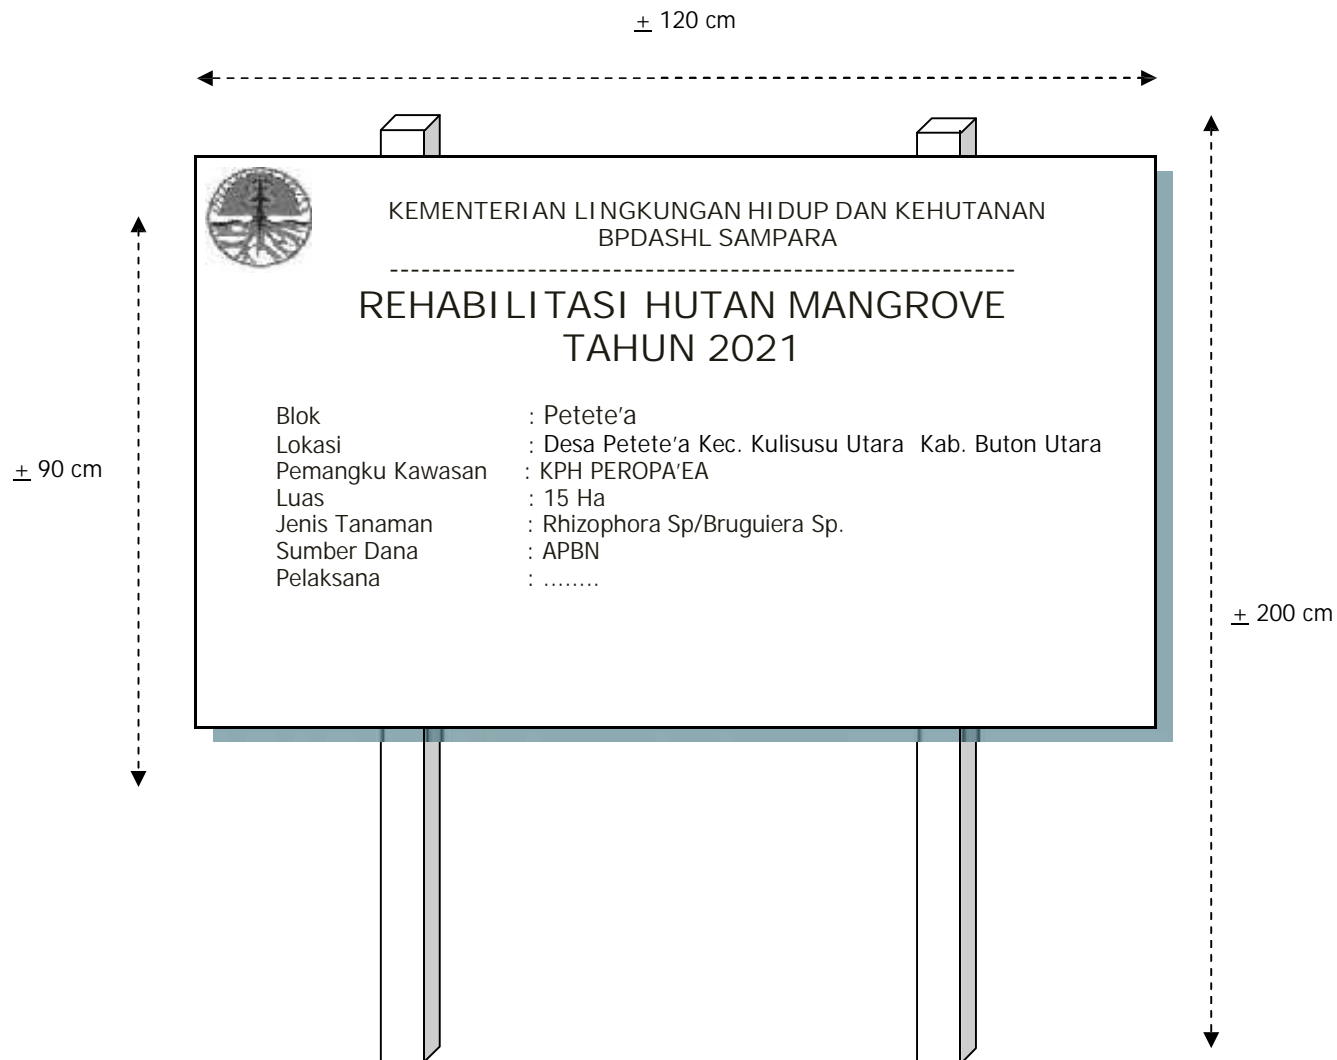 ± 120 cm
KEMENTERIAN LINGKUNGAN HIDUP DAN KEHUTANAN
BPDASHL SAMPARA
------------------------------------------------------------
REHABILITASI HUTAN MANGROVE
TAHUN 2021
Blok : Petete'a
Lokasi : Desa Petete'a Kec. Kulisusu Utara Kab. Buton Utara
Pemangku Kawasan : KPH PEROPA'EA
Luas : 15 Ha
Jenis Tanaman : Rhizophora Sp/Bruguiera Sp.
Sumber Dana : APBN
Pelaksana : ........
± 90 cm
± 200 cm